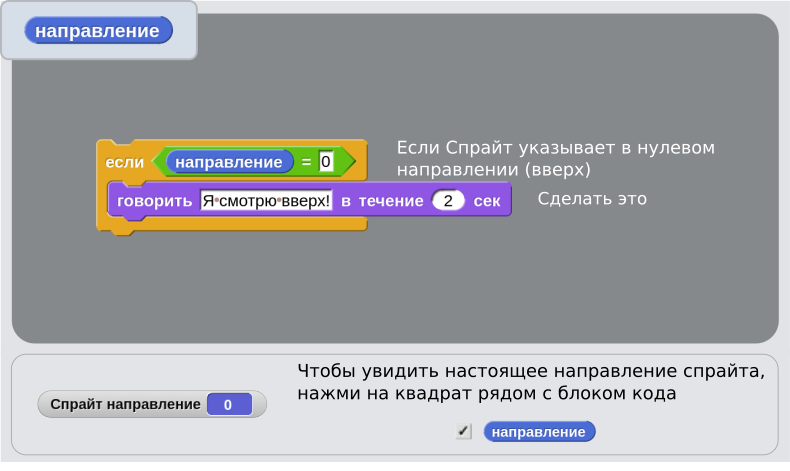 направление
если направление = 0
Если Спрайт указывает в нулевом
направлении (вверх)
говорить Я•смотрю•вверх! в течение 2 сек
Сделать это
Чтобы увидить настоящее направление спрайта,
нажми на квадрат рядом с блоком кода
Спрайт направление 0
✓ направление